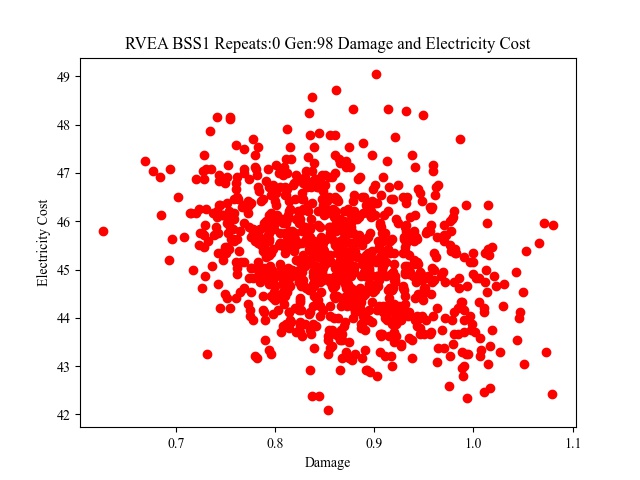 RVEA BSS1 Repeats:0 Gen:98 Damage and Electricity Cost
49
48
47
46
45
44
43
42
Electricity Cost
0.7 0.8 0.9 1.0 1.1
Damage